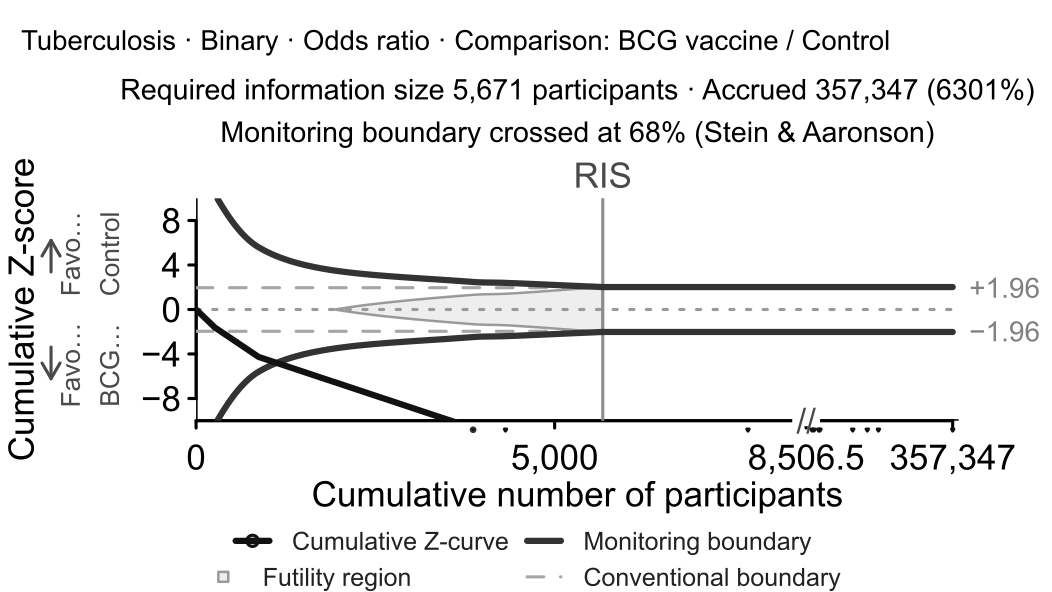 Tuberculosis · Binary · Odds ratio · Comparison: BCG vaccine / Control
Required information size 5,671 participants · Accrued 357,347 (6301%)
Monitoring boundary crossed at 68% (Stein & Aaronson)
RIS
Cumulative Z-score
Favo…
Control
Favo…
BCG…
8
4
0
−4
−8
+1.96
−1.96
0
5,000
8,506.5
357,347
Cumulative number of participants
Cumulative Z-curve
Monitoring boundary
Futility region
Conventional boundary